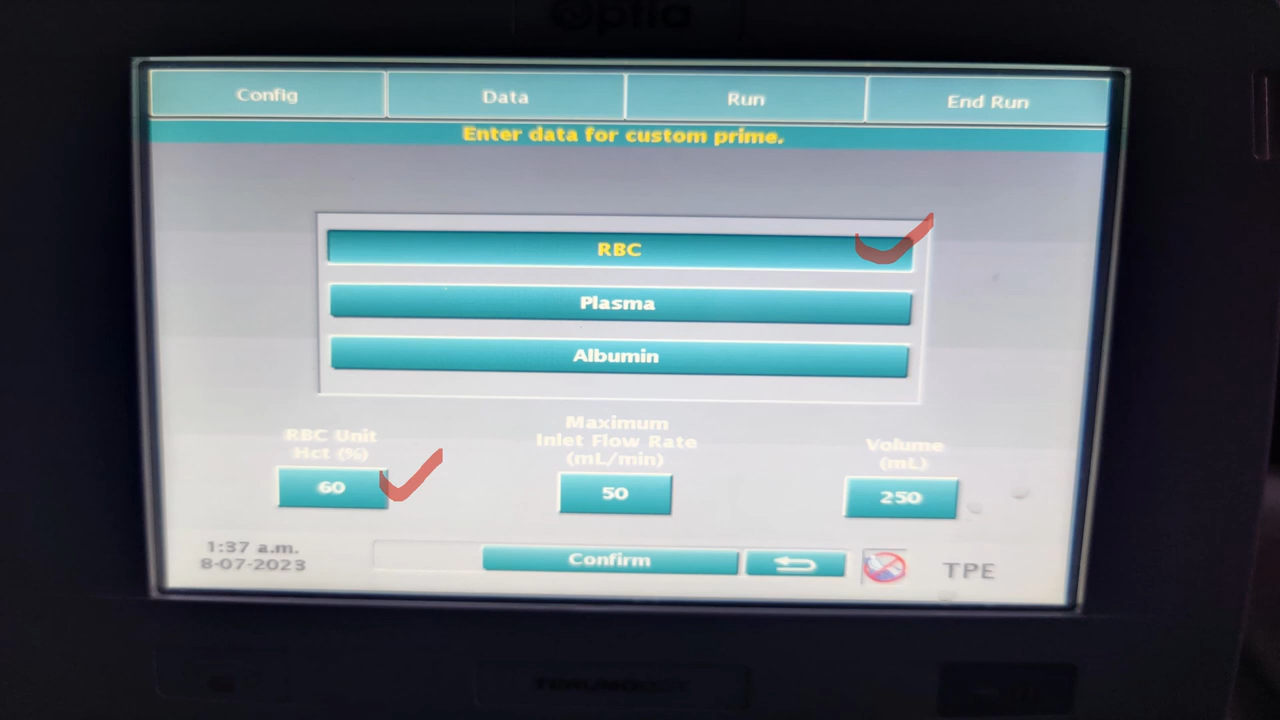 Optia
Config Data Run End Run
Enter data for custom prime.
RBC
Plasma
Albumin
RBC Unit
Hct (%)
60
Maximum
Inlet Flow Rate
(mL/min)
50
Volume
(mL)
250
1:37 a.m.
8-07-2023
Confirm
TPE